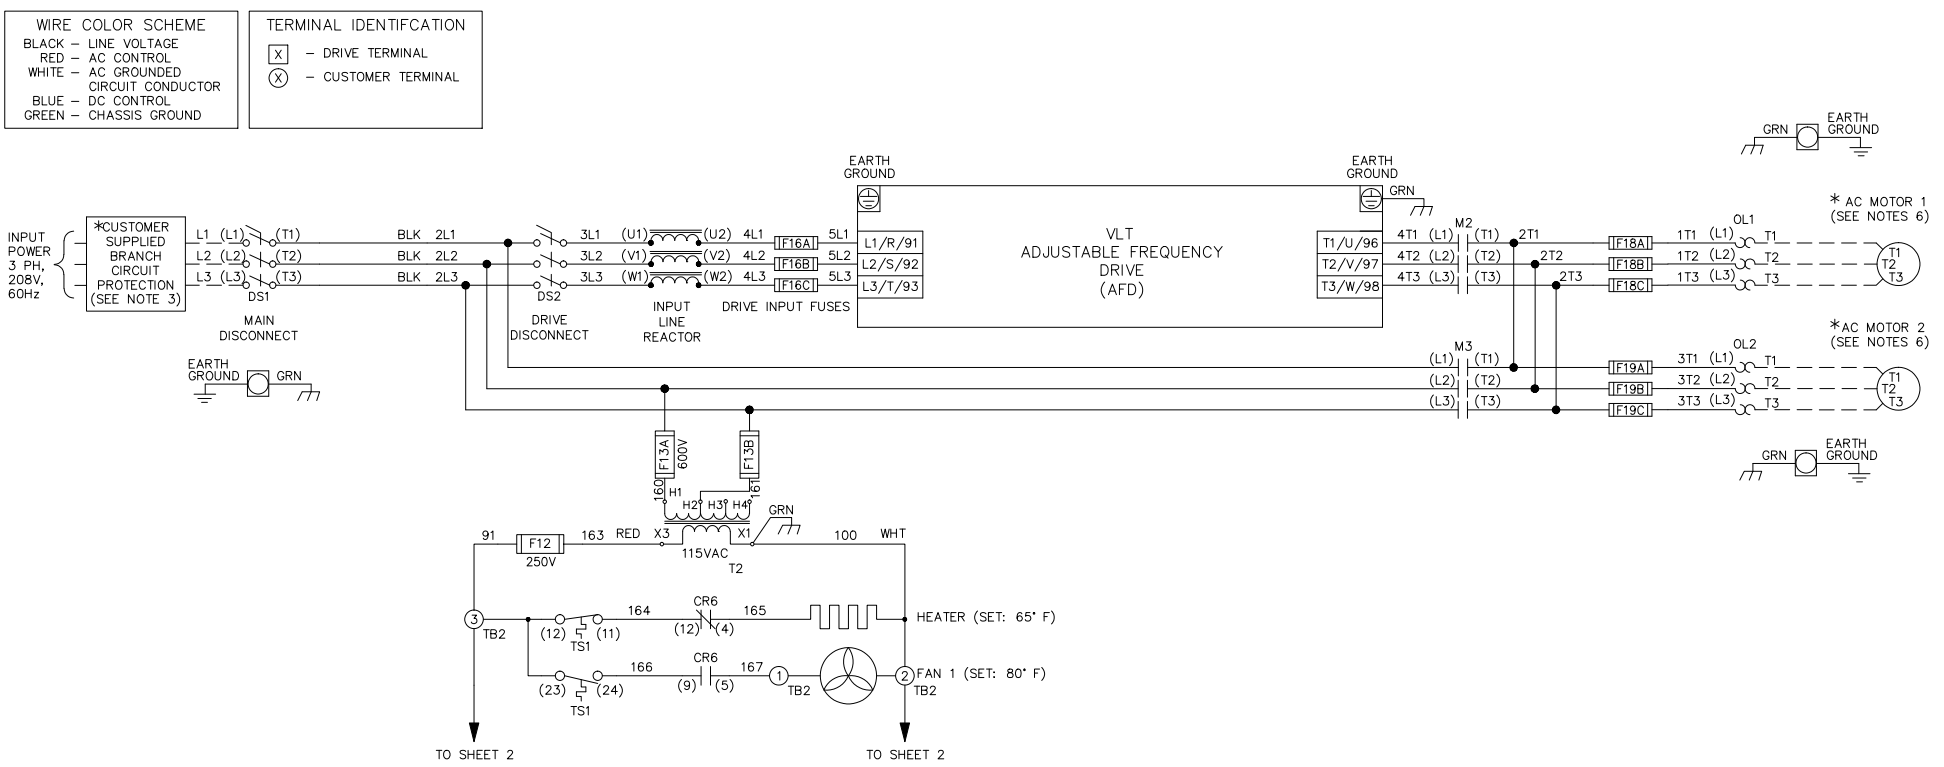 WIRE COLOR SCHEME
BLACK – LINE VOLTAGE
RED – AC CONTROL
WHITE – AC GROUNDED
CIRCUIT CONDUCTOR
BLUE – DC CONTROL
GREEN – CHASSIS GROUND
TERMINAL IDENTIFCATION
X – DRIVE TERMINAL
X – CUSTOMER TERMINAL
INPUT
POWER
3 PH,
208V,
60Hz
*CUSTOMER
SUPPLIED
BRANCH
CIRCUIT
PROTECTION
(SEE NOTE 3)
L1 (L1) (T1) BLK 2L1
L2 (L2) (T2) BLK 2L2
L3 (L3) (T3) BLK 2L3
DS1
MAIN
DISCONNECT
3L1 (U1) (U2) 4L1 F16A 5L1
3L2 (V1) (V2) 4L2 F16B 5L2
3L3 (W1) (W2) 4L3 F16C 5L3
DS2
DRIVE
DISCONNECT
INPUT
LINE
REACTOR
DRIVE INPUT FUSES
EARTH
GROUND
L1/R/91
L2/S/92
L3/T/93
VLT
ADJUSTABLE FREQUENCY
DRIVE
(AFD)
EARTH
GROUND
GRN
T1/U/96
T2/V/97
T3/W/98
M2
4T1 (L1) (T1) 2T1 F18A 1T1 (L1) T1
4T2 (L2) (T2) 2T2 F18B 1T2 (L2) T2
4T3 (L3) (T3) 2T3 F18C 1T3 (L3) T3
OL1
GRN
EARTH
GROUND
* AC MOTOR 1
(SEE NOTES 6)
T1
T2
T3
M3
(L1) (T1) F19A 3T1 (L1) T1
(L2) (T2) F19B 3T2 (L2) T2
(L3) (T3) F19C 3T3 (L3) T3
OL2
*AC MOTOR 2
(SEE NOTES 6)
T1
T2
T3
GRN
EARTH
GROUND
EARTH
GROUND
GRN
F13A
600V
F13B
160
161
H1
H2 H3 H4
GRN
91 F12 163 RED X3 X1 100 WHT
250V
115VAC
T2
3
TB2
(12) (11)
TS1
164
CR6
(12) (4)
165
HEATER (SET: 65° F)
(23) (24)
TS1
166
CR6
(9) (5)
167
1
TB2
2
TB2
FAN 1 (SET: 80° F)
TO SHEET 2
TO SHEET 2